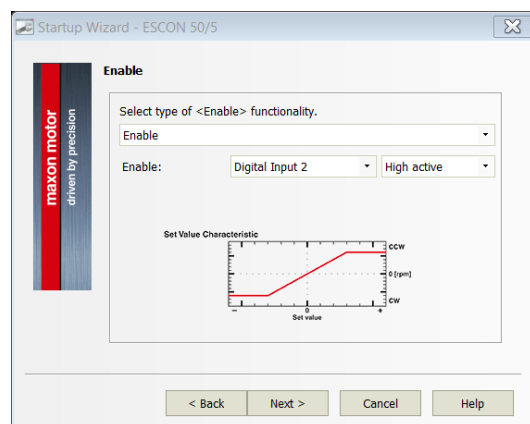 Startup Wizard - ESCON 50/5
maxon motor
driven by precision
Enable
Select type of <Enable> functionality.
Enable
Enable:
Digital Input 2
High active
Set Value Characteristic
CCW
0 [rpm]
CW
- 0 +
Set value
< Back
Next >
Cancel
Help